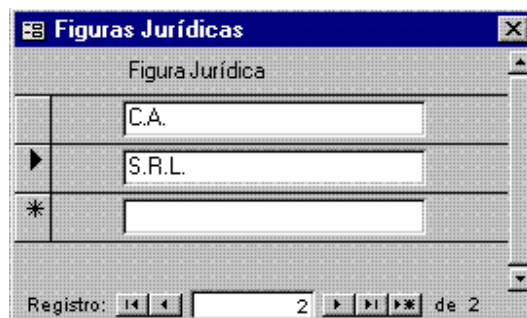 Figuras Jurídicas
Figura Jurídica
C.A.
S.R.L.
Registro: 2 de 2